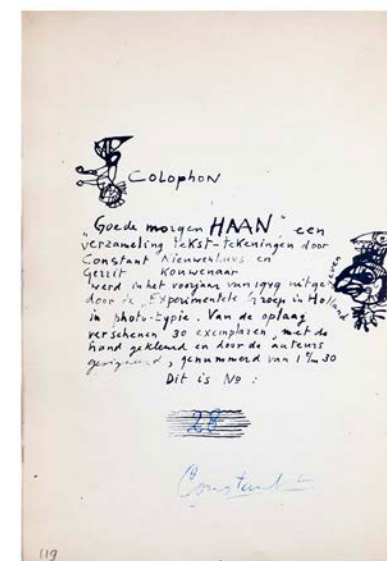 COLOPHON
"Goede morgen HAAN" een
verzameling tekst-tekeningen door
Constant Nieuwenhuys en
Gerrit Kouwenaar
werd in het voorjaar van 1949 uitgegeven
door de "Experimentele Groep in Holland
in photo-typie. Van de oplaag
verschenen 30 exemplaren, met de
hand gekleurd en door de auteurs
gesigneerd, genummerd van 1 t/m 30
Dit is No :
28
Constant
119